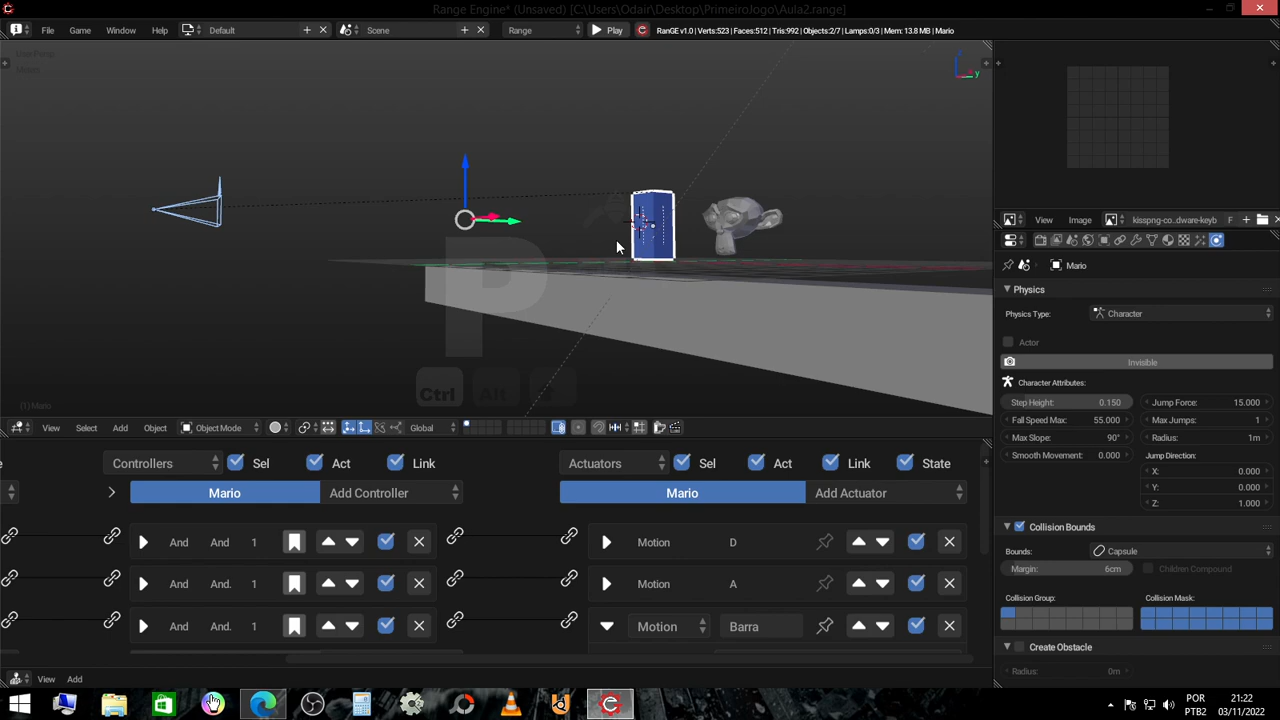 Range Engine* (Unsaved) [C:\Users\Odair\Desktop\PrimeiroJogo\Aula2.range]
File Game Window Help Default Scene Range Play RanGE v1.0 | Verts:523 | Faces:512 | Tris:992 | Objects:2/7 | Lamps:0/3 | Mem: 13.8 MB | Mario
z
y
P
Ctrl Alt
(1) Mario
View Select Add Object Object Mode Global
View Image kisspng-co..dware-keyb F
Mario
Physics
Physics Type: Character
Actor
Invisible
Character Attributes:
Step Height: 0.150 Jump Force: 15.000
Fall Speed Max: 55.000 Max Jumps: 1
Max Slope: 90° Radius: 1m
Smooth Movement: 0.000 Jump Direction:
X: 0.000
Y: 0.000
Z: 1.000
Collision Bounds
Bounds: Capsule
Margin: 6cm Children Compound
Collision Group: Collision Mask:
Create Obstacle
Radius: 0m
Controllers Sel Act Link Actuators Sel Act Link State
Mario Add Controller Mario Add Actuator
And And 1 Motion D
And And. 1 Motion A
And And. 1 Motion Barra
View Add
POR
PTB2
21:22
03/11/2022